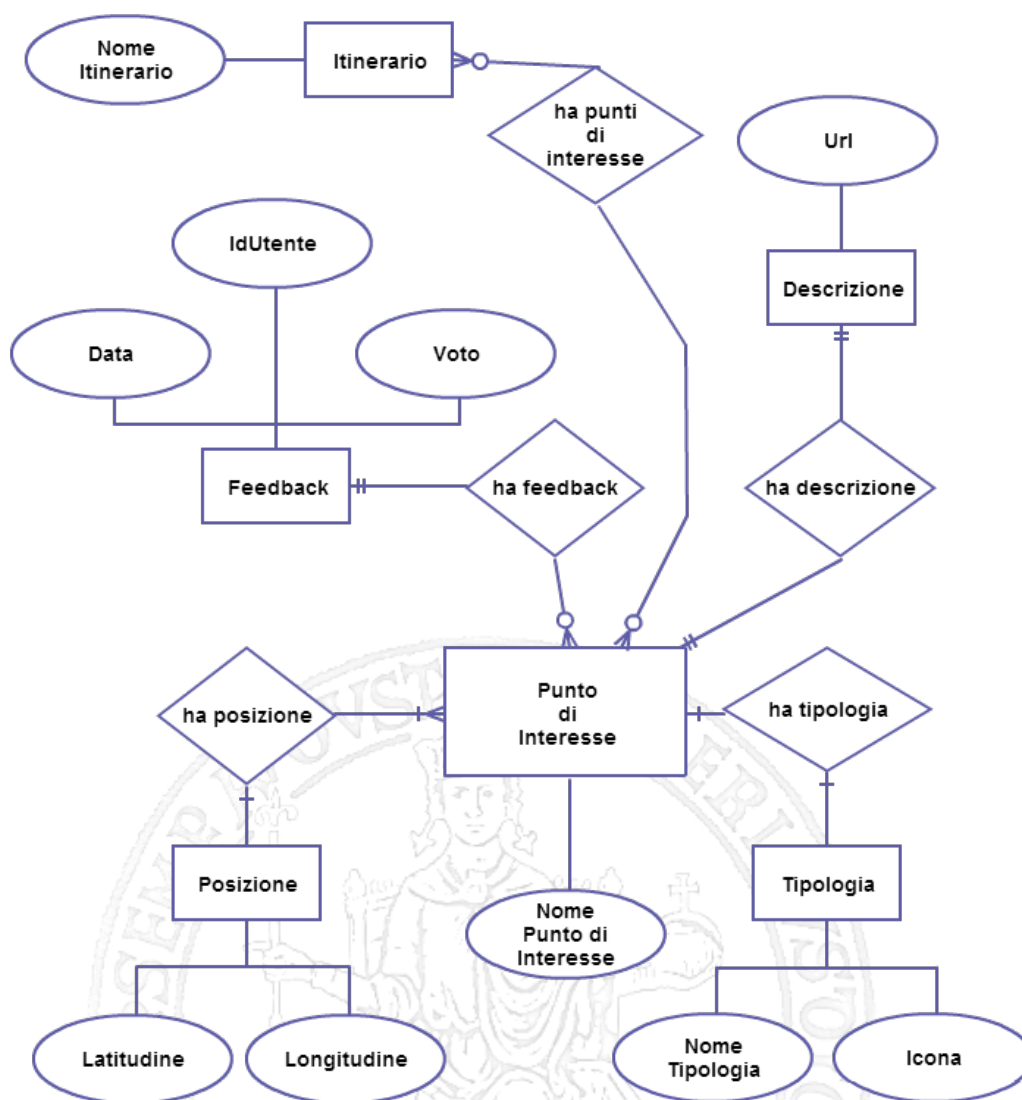 Nome
Itinerario
Itinerario
ha punti
di
interesse
Url
IdUtente
Descrizione
Data
Voto
Feedback
ha feedback
ha descrizione
Punto
di
Interesse
ha posizione
ha tipologia
Posizione
Tipologia
Nome
Punto di
Interesse
Latitudine
Longitudine
Nome
Tipologia
Icona